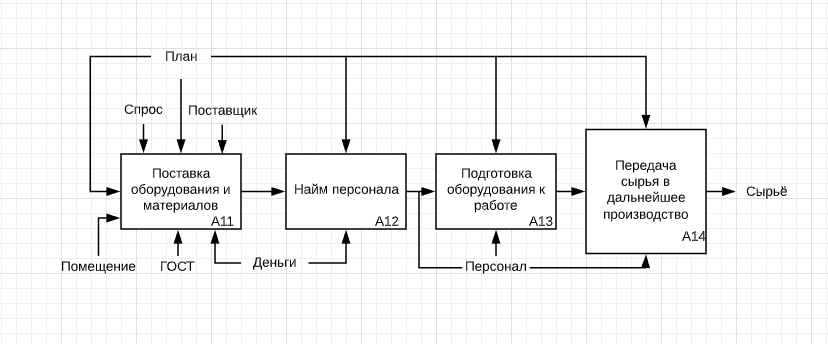 План
Спрос
Поставщик
Поставка
оборудования и
материалов
A11
Найм персонала
A12
Подготовка
оборудования к
работе
A13
Передача
сырья в
дальнейшее
производство
A14
Сырьё
Помещение
ГОСТ
Деньги
Персонал